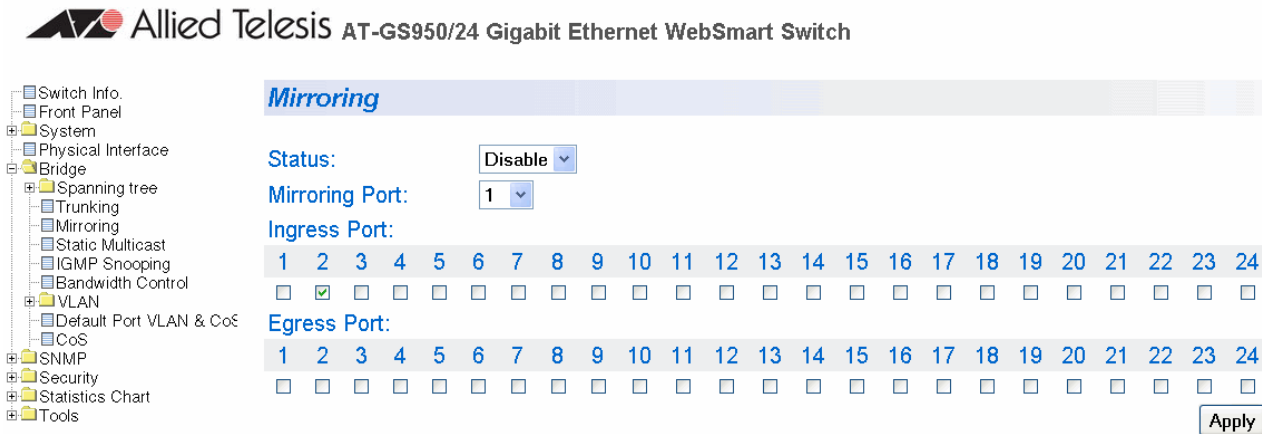 Allied Telesis AT-GS950/24 Gigabit Ethernet WebSmart Switch
Switch Info.
Front Panel
System
Physical Interface
Bridge
Spanning tree
Trunking
Mirroring
Static Multicast
IGMP Snooping
Bandwidth Control
VLAN
Default Port VLAN & CoS
CoS
SNMP
Security
Statistics Chart
Tools
Mirroring
Status: Disable
Mirroring Port: 1
Ingress Port:
1 2 3 4 5 6 7 8 9 10 11 12 13 14 15 16 17 18 19 20 21 22 23 24
Egress Port:
1 2 3 4 5 6 7 8 9 10 11 12 13 14 15 16 17 18 19 20 21 22 23 24
Apply